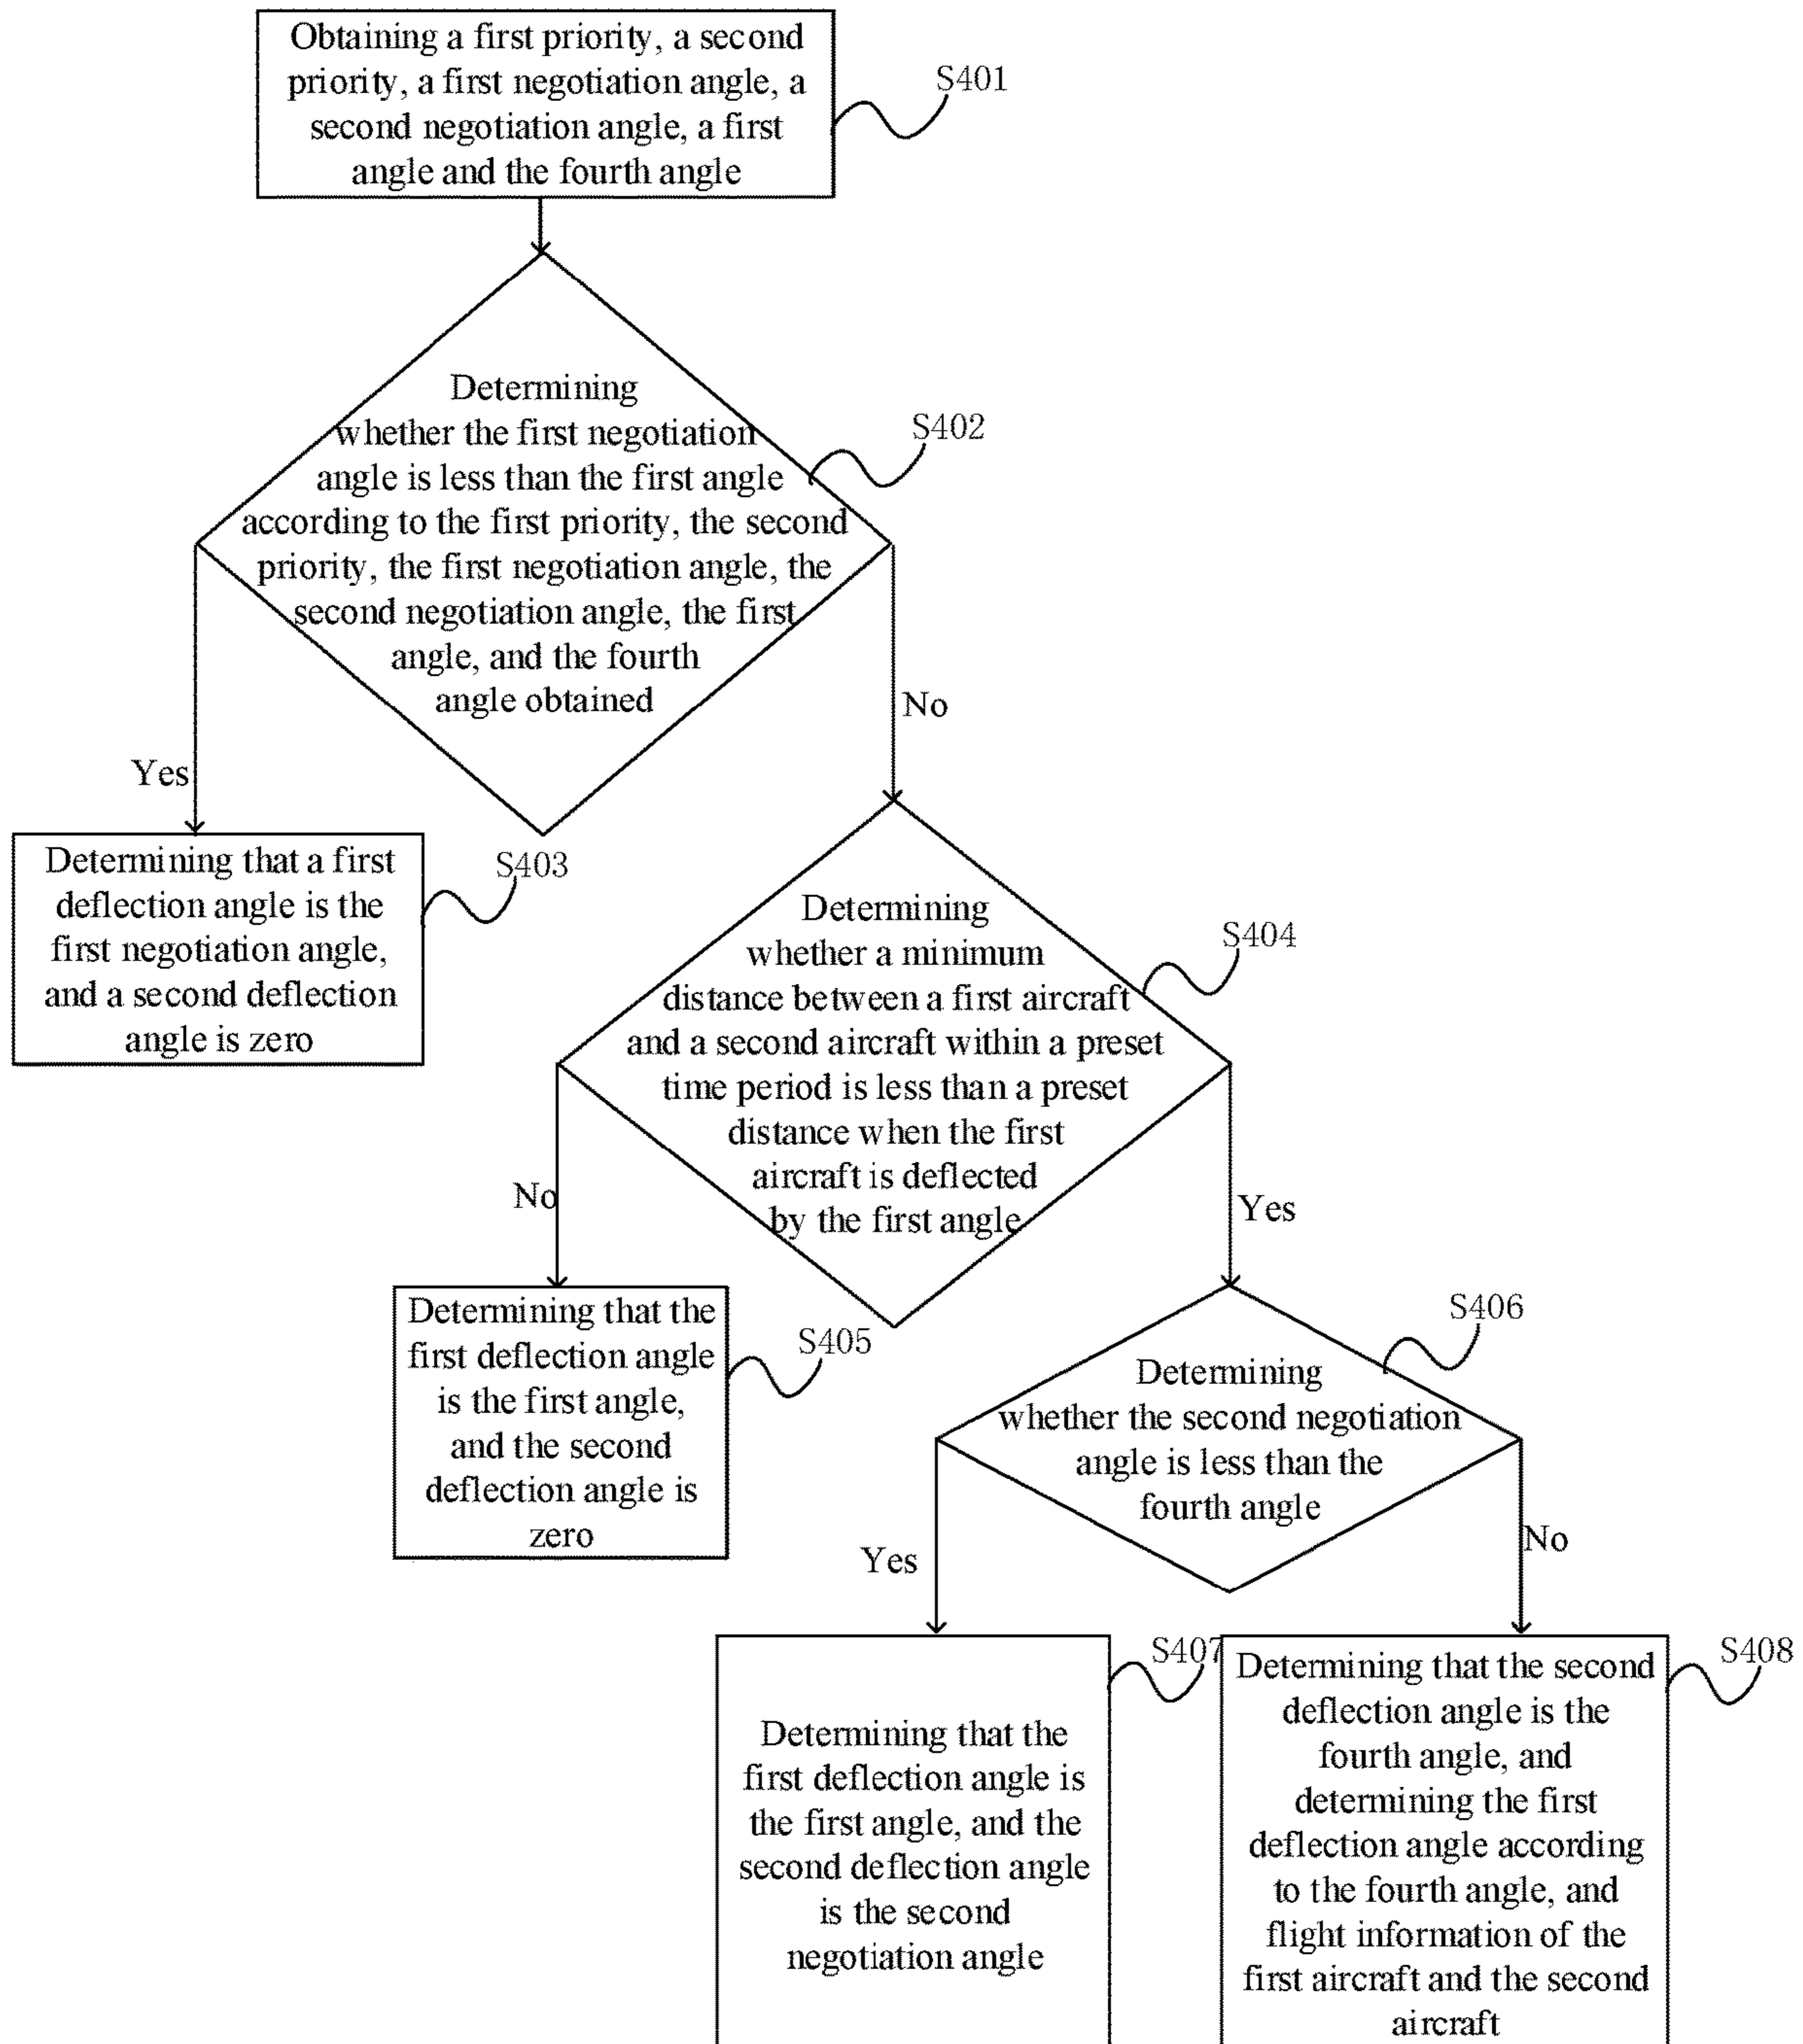 Obtaining a first priority, a second
priority, a first negotiation angle, a
second negotiation angle, a first
angle and the fourth angle
S401
Determining
whether the first negotiation
angle is less than the first angle
according to the first priority, the second
priority, the first negotiation angle, the
second negotiation angle, the first
angle, and the fourth
angle obtained
S402
Yes
No
Determining that a first
deflection angle is the
first negotiation angle,
and a second deflection
angle is zero
S403
Determining
whether a minimum
distance between a first aircraft
and a second aircraft within a preset
time period is less than a preset
distance when the first
aircraft is deflected
by the first angle
S404
No
Yes
Determining that the
first deflection angle
is the first angle,
and the second
deflection angle is
zero
S405
Determining
whether the second negotiation
angle is less than the
fourth angle
S406
Yes
No
Determining that the
first deflection angle is
the first angle, and the
second deflection angle
is the second
negotiation angle
S407
Determining that the second
deflection angle is the
fourth angle, and
determining the first
deflection angle according
to the fourth angle, and
flight information of the
first aircraft and the second
aircraft
S408